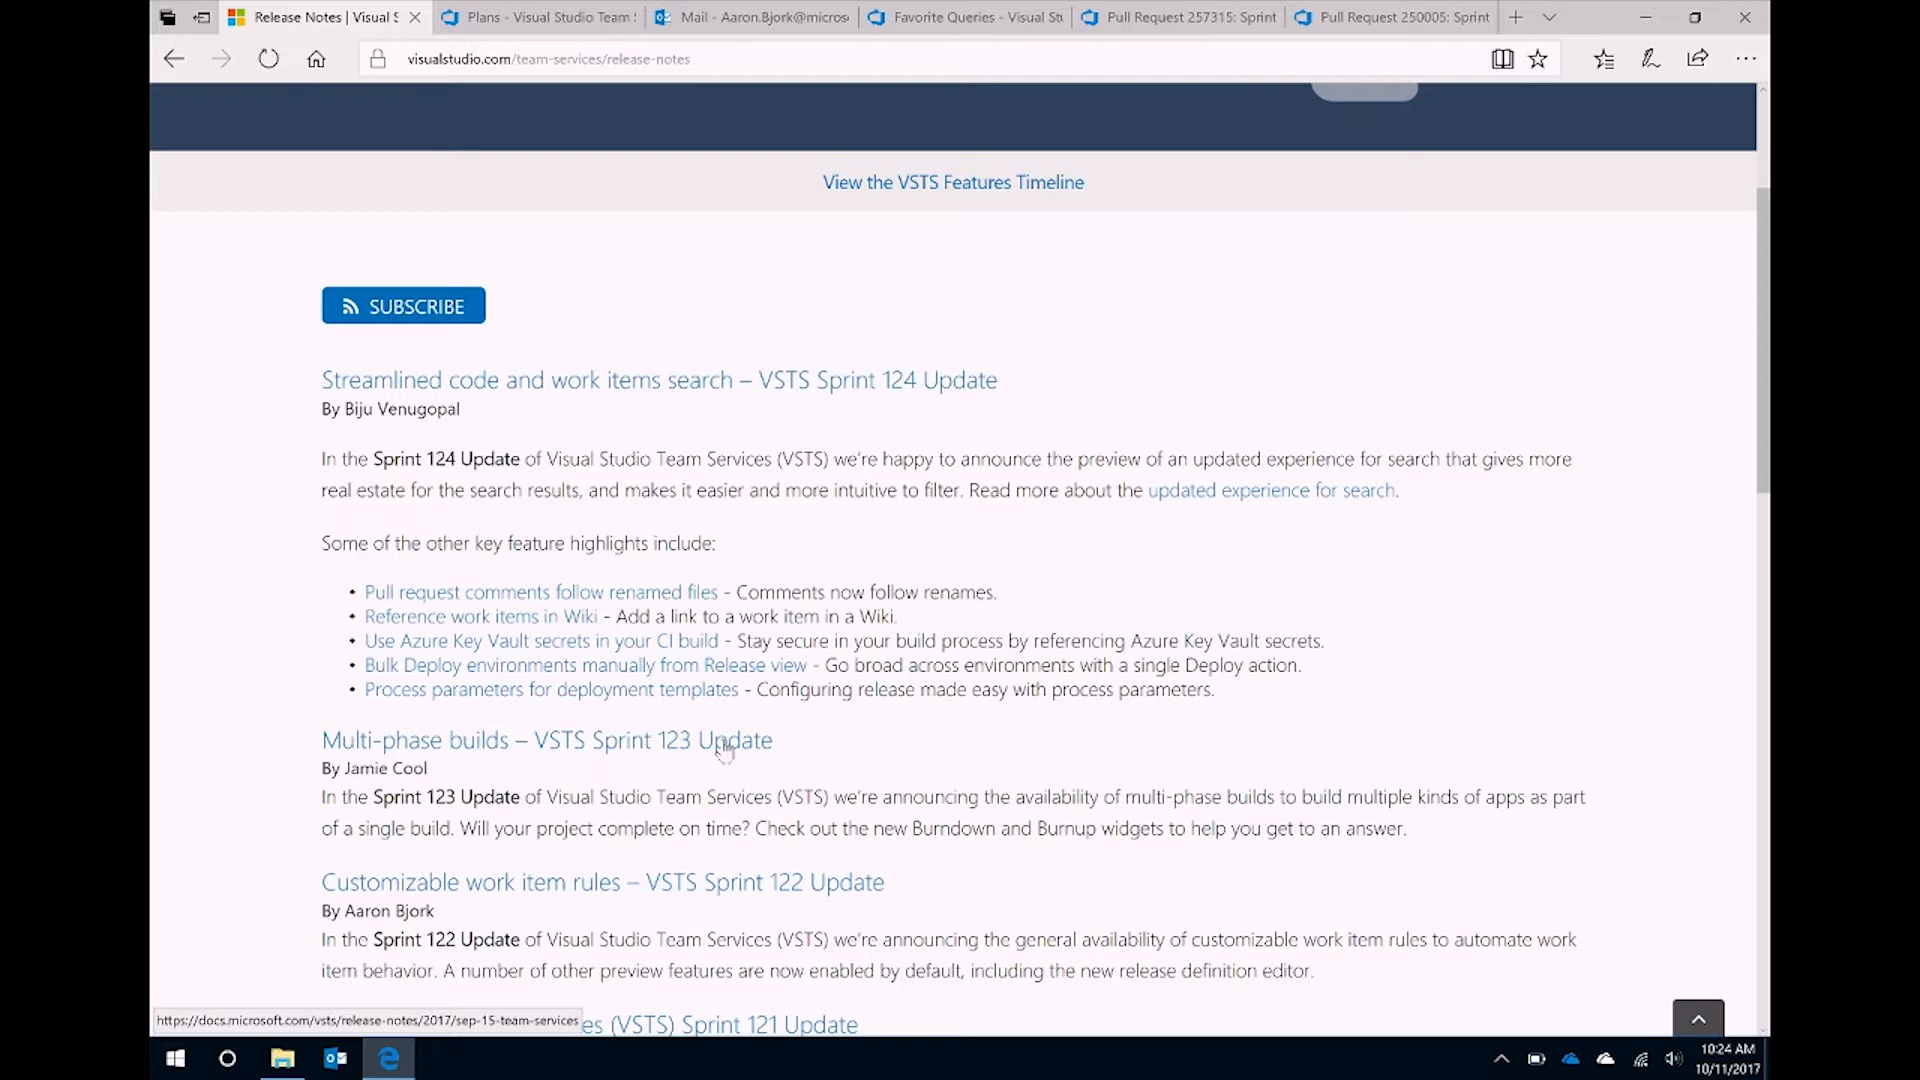 Release Notes | Visual S
Plans - Visual Studio Team S
Mail - Aaron.Bjork@micros
Favorite Queries - Visual Stu
Pull Request 257315: Sprint
Pull Request 250005: Sprint
visualstudio.com/team-services/release-notes
View the VSTS Features Timeline
SUBSCRIBE
Streamlined code and work items search – VSTS Sprint 124 Update
By Biju Venugopal
In the Sprint 124 Update of Visual Studio Team Services (VSTS) we're happy to announce the preview of an updated experience for search that gives more
real estate for the search results, and makes it easier and more intuitive to filter. Read more about the updated experience for search.
Some of the other key feature highlights include:
• Pull request comments follow renamed files - Comments now follow renames.
• Reference work items in Wiki - Add a link to a work item in a Wiki.
• Use Azure Key Vault secrets in your CI build - Stay secure in your build process by referencing Azure Key Vault secrets.
• Bulk Deploy environments manually from Release view - Go broad across environments with a single Deploy action.
• Process parameters for deployment templates - Configuring release made easy with process parameters.
Multi-phase builds – VSTS Sprint 123 Update
By Jamie Cool
In the Sprint 123 Update of Visual Studio Team Services (VSTS) we're announcing the availability of multi-phase builds to build multiple kinds of apps as part
of a single build. Will your project complete on time? Check out the new Burndown and Burnup widgets to help you get to an answer.
Customizable work item rules – VSTS Sprint 122 Update
By Aaron Bjork
In the Sprint 122 Update of Visual Studio Team Services (VSTS) we're announcing the general availability of customizable work item rules to automate work
item behavior. A number of other preview features are now enabled by default, including the new release definition editor.
https://docs.microsoft.com/vsts/release-notes/2017/sep-15-team-services
es (VSTS) Sprint 121 Update
10:24 AM
10/11/2017